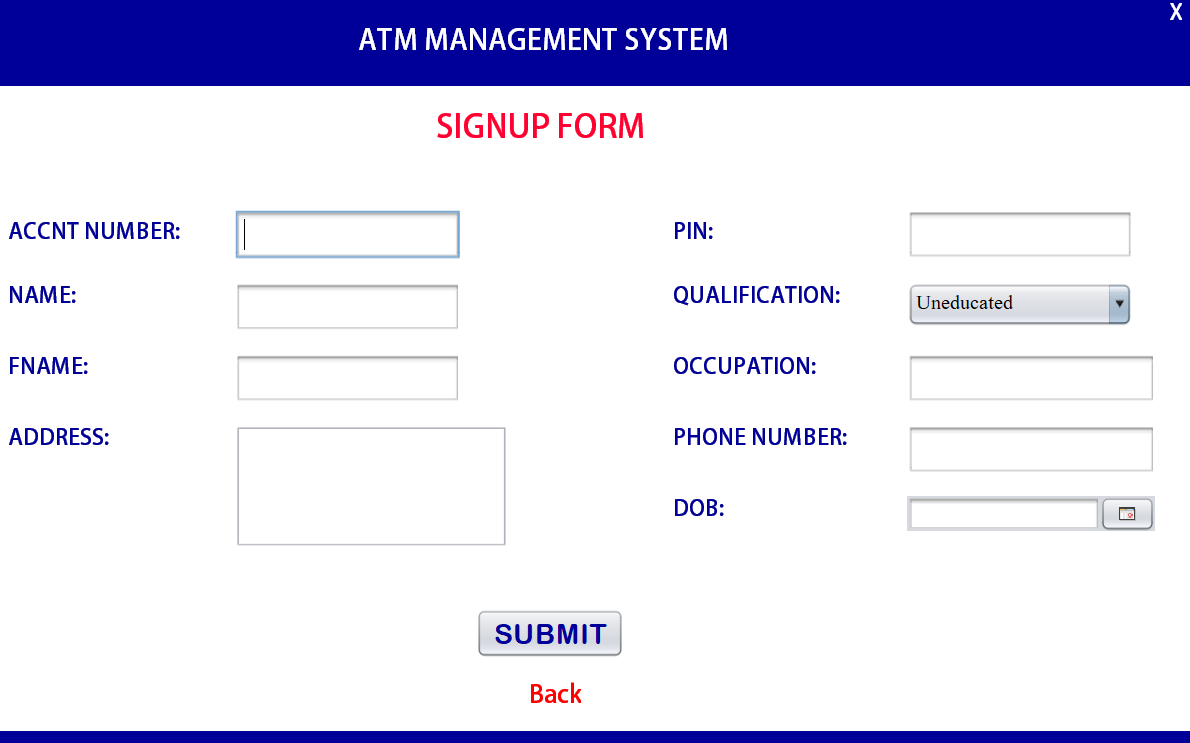 X
ATM MANAGEMENT SYSTEM
SIGNUP FORM
ACCNT NUMBER:
PIN:
NAME:
QUALIFICATION:
Uneducated
FNAME:
OCCUPATION:
ADDRESS:
PHONE NUMBER:
DOB:
SUBMIT
Back